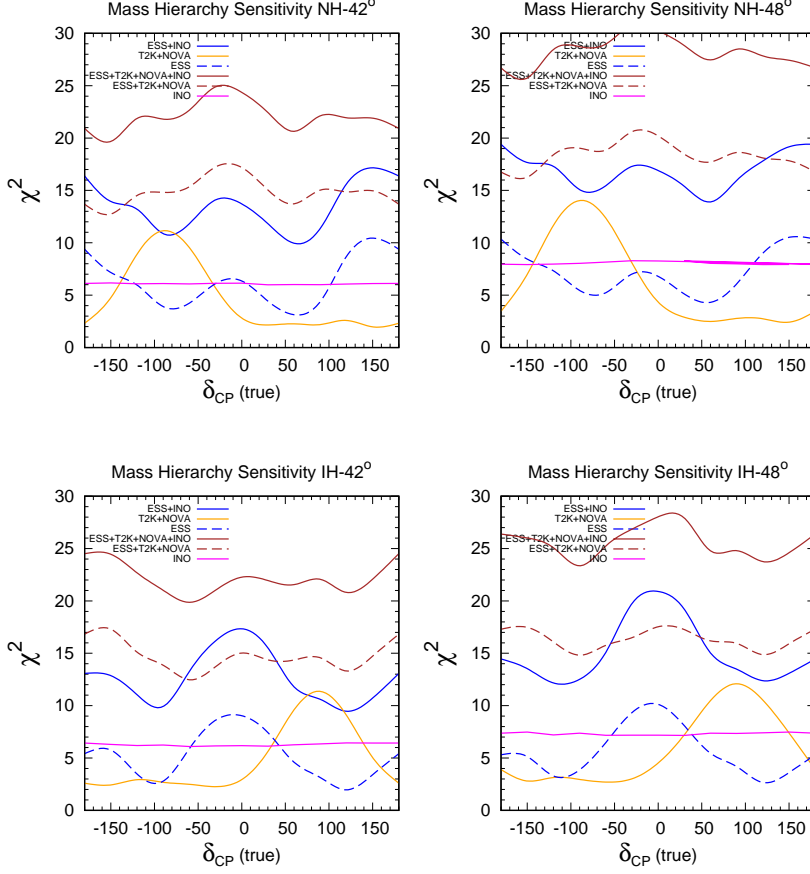 Mass Hierarchy Sensitivity NH-42°
ESS+INO
T2K+NOVA
ESS
ESS+T2K+NOVA+INO
ESS+T2K+NOVA
INO
30
25
20
15
10
5
0
χ²
-150 -100 -50 0 50 100 150
δCP (true)
Mass Hierarchy Sensitivity NH-48°
ESS+INO
T2K+NOVA
ESS
ESS+T2K+NOVA+INO
ESS+T2K+NOVA
INO
30
25
20
15
10
5
0
χ²
-150 -100 -50 0 50 100 150
δCP (true)
Mass Hierarchy Sensitivity IH-42°
ESS+INO
T2K+NOVA
ESS
ESS+T2K+NOVA+INO
ESS+T2K+NOVA
INO
30
25
20
15
10
5
0
χ²
-150 -100 -50 0 50 100 150
δCP (true)
Mass Hierarchy Sensitivity IH-48°
ESS+INO
T2K+NOVA
ESS
ESS+T2K+NOVA+INO
ESS+T2K+NOVA
INO
30
25
20
15
10
5
0
χ²
-150 -100 -50 0 50 100 150
δCP (true)